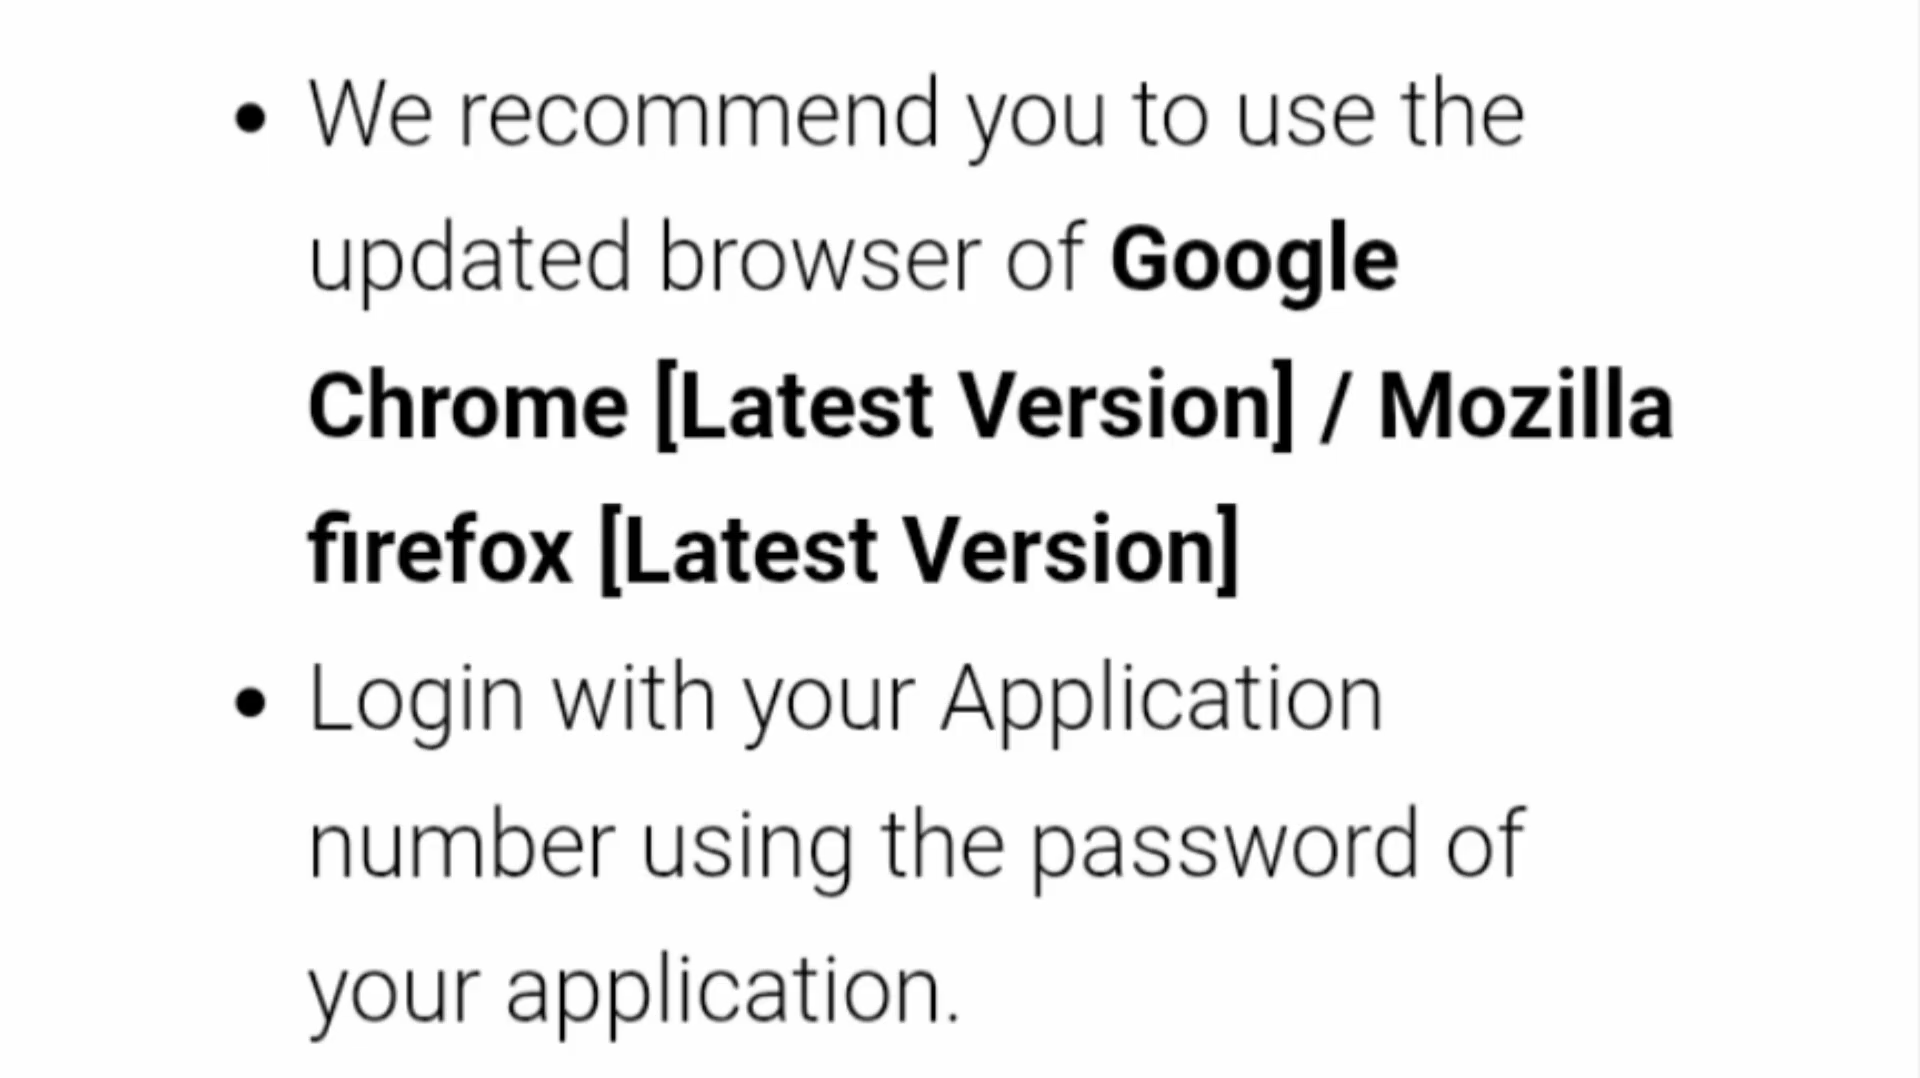 • We recommend you to use the
updated browser of Google
Chrome [Latest Version] / Mozilla
firefox [Latest Version]
• Login with your Application
number using the password of
your application.